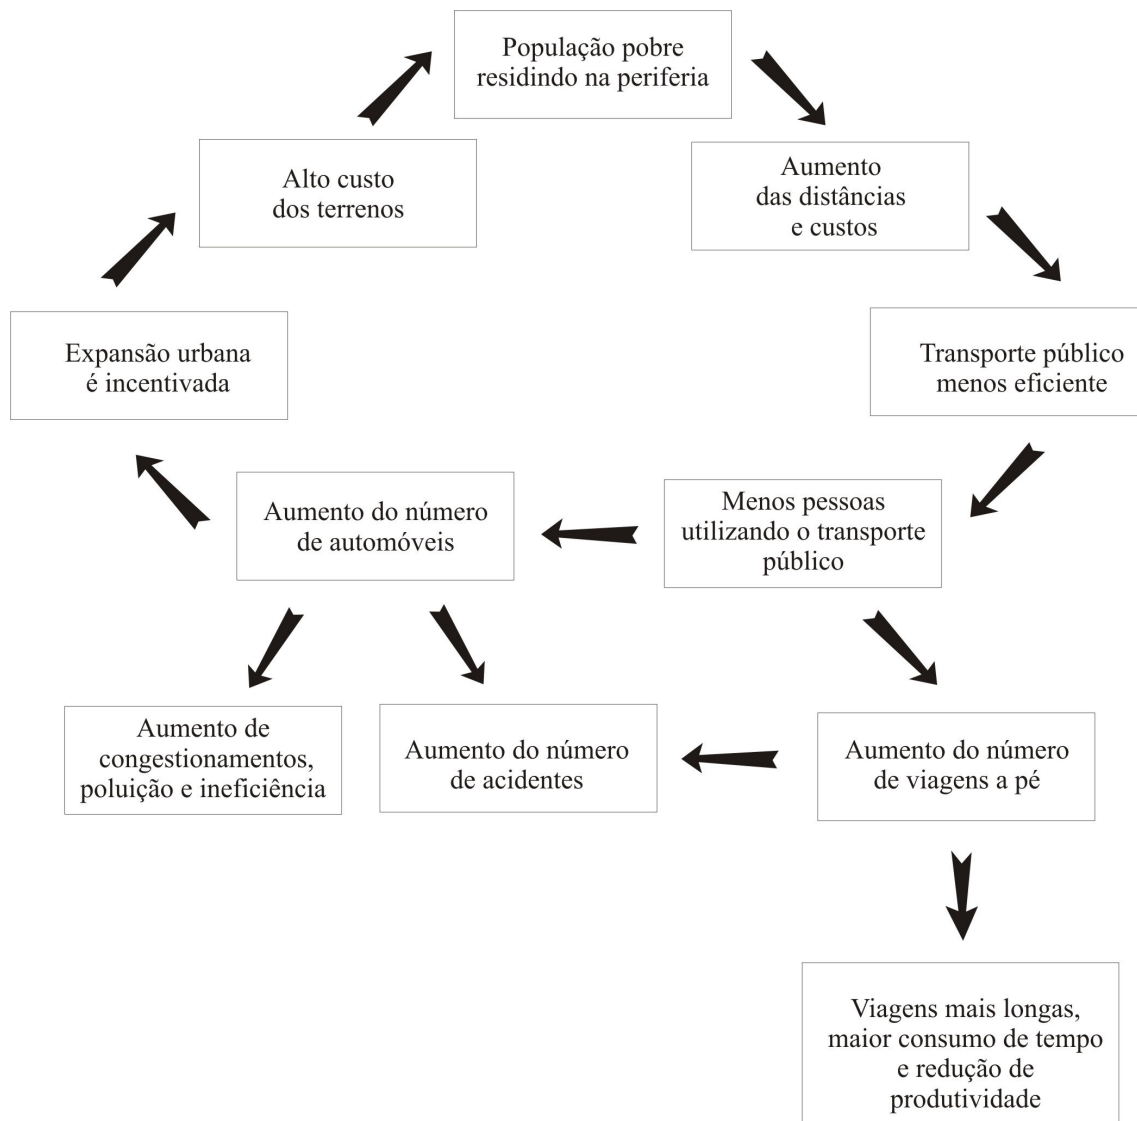 População pobre
residindo na periferia
Alto custo
dos terrenos
Aumento
das distâncias
e custos
Expansão urbana
é incentivada
Transporte público
menos eficiente
Aumento do número
de automóveis
Menos pessoas
utilizando o transporte
público
Aumento de
congestionamentos,
poluição e ineficiência
Aumento do número
de acidentes
Aumento do número
de viagens a pé
Viagens mais longas,
maior consumo de tempo
e redução de
produtividade